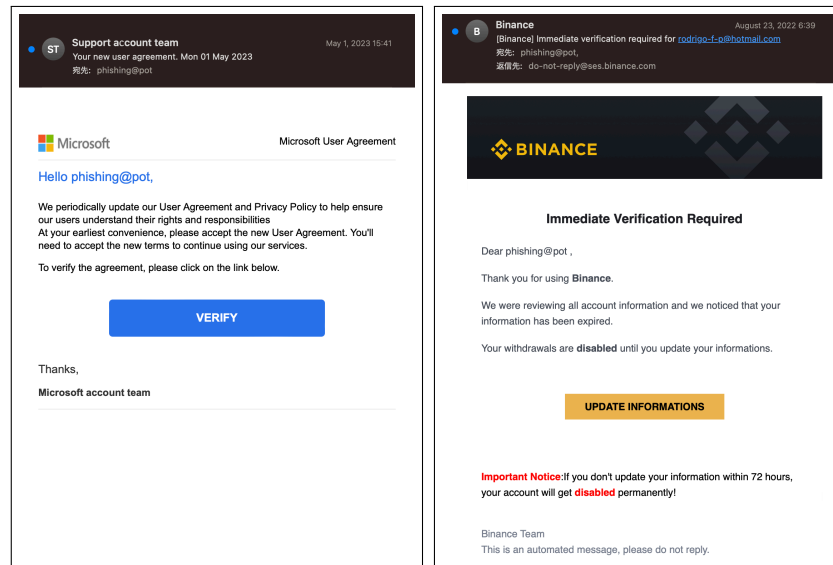 ST
Support account team
May 1, 2023 15:41
Your new user agreement. Mon 01 May 2023
宛先: phishing@pot
Microsoft
Microsoft User Agreement
Hello phishing@pot,
We periodically update our User Agreement and Privacy Policy to help ensure
our users understand their rights and responsibilities
At your earliest convenience, please accept the new User Agreement. You'll
need to accept the new terms to continue using our services.
To verify the agreement, please click on the link below.
VERIFY
Thanks,
Microsoft account team
B
Binance
August 23, 2022 6:39
[Binance] Immediate verification required for rodrigo-f-p@hotmail.com
宛先: phishing@pot,
返信先: do-not-reply@ses.binance.com
BINANCE
Immediate Verification Required
Dear phishing@pot ,
Thank you for using Binance.
We were reviewing all account information and we noticed that your
information has been expired.
Your withdrawals are disabled until you update your informations.
UPDATE INFORMATIONS
Important Notice:If you don't update your information within 72 hours,
your account will get disabled permanently!
Binance Team
This is an automated message, please do not reply.